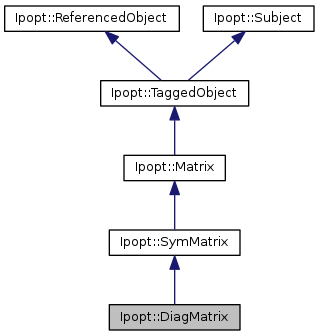 Ipopt::ReferencedObject
Ipopt::Subject
Ipopt::TaggedObject
Ipopt::Matrix
Ipopt::SymMatrix
Ipopt::DiagMatrix